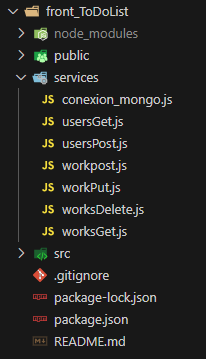 front_ToDoList
node_modules
public
services
JS conexion_mongo.js
JS usersGet.js
JS usersPost.js
JS workpost.js
JS workPut.js
JS worksDelete.js
JS worksGet.js
src
.gitignore
package-lock.json
package.json
README.md